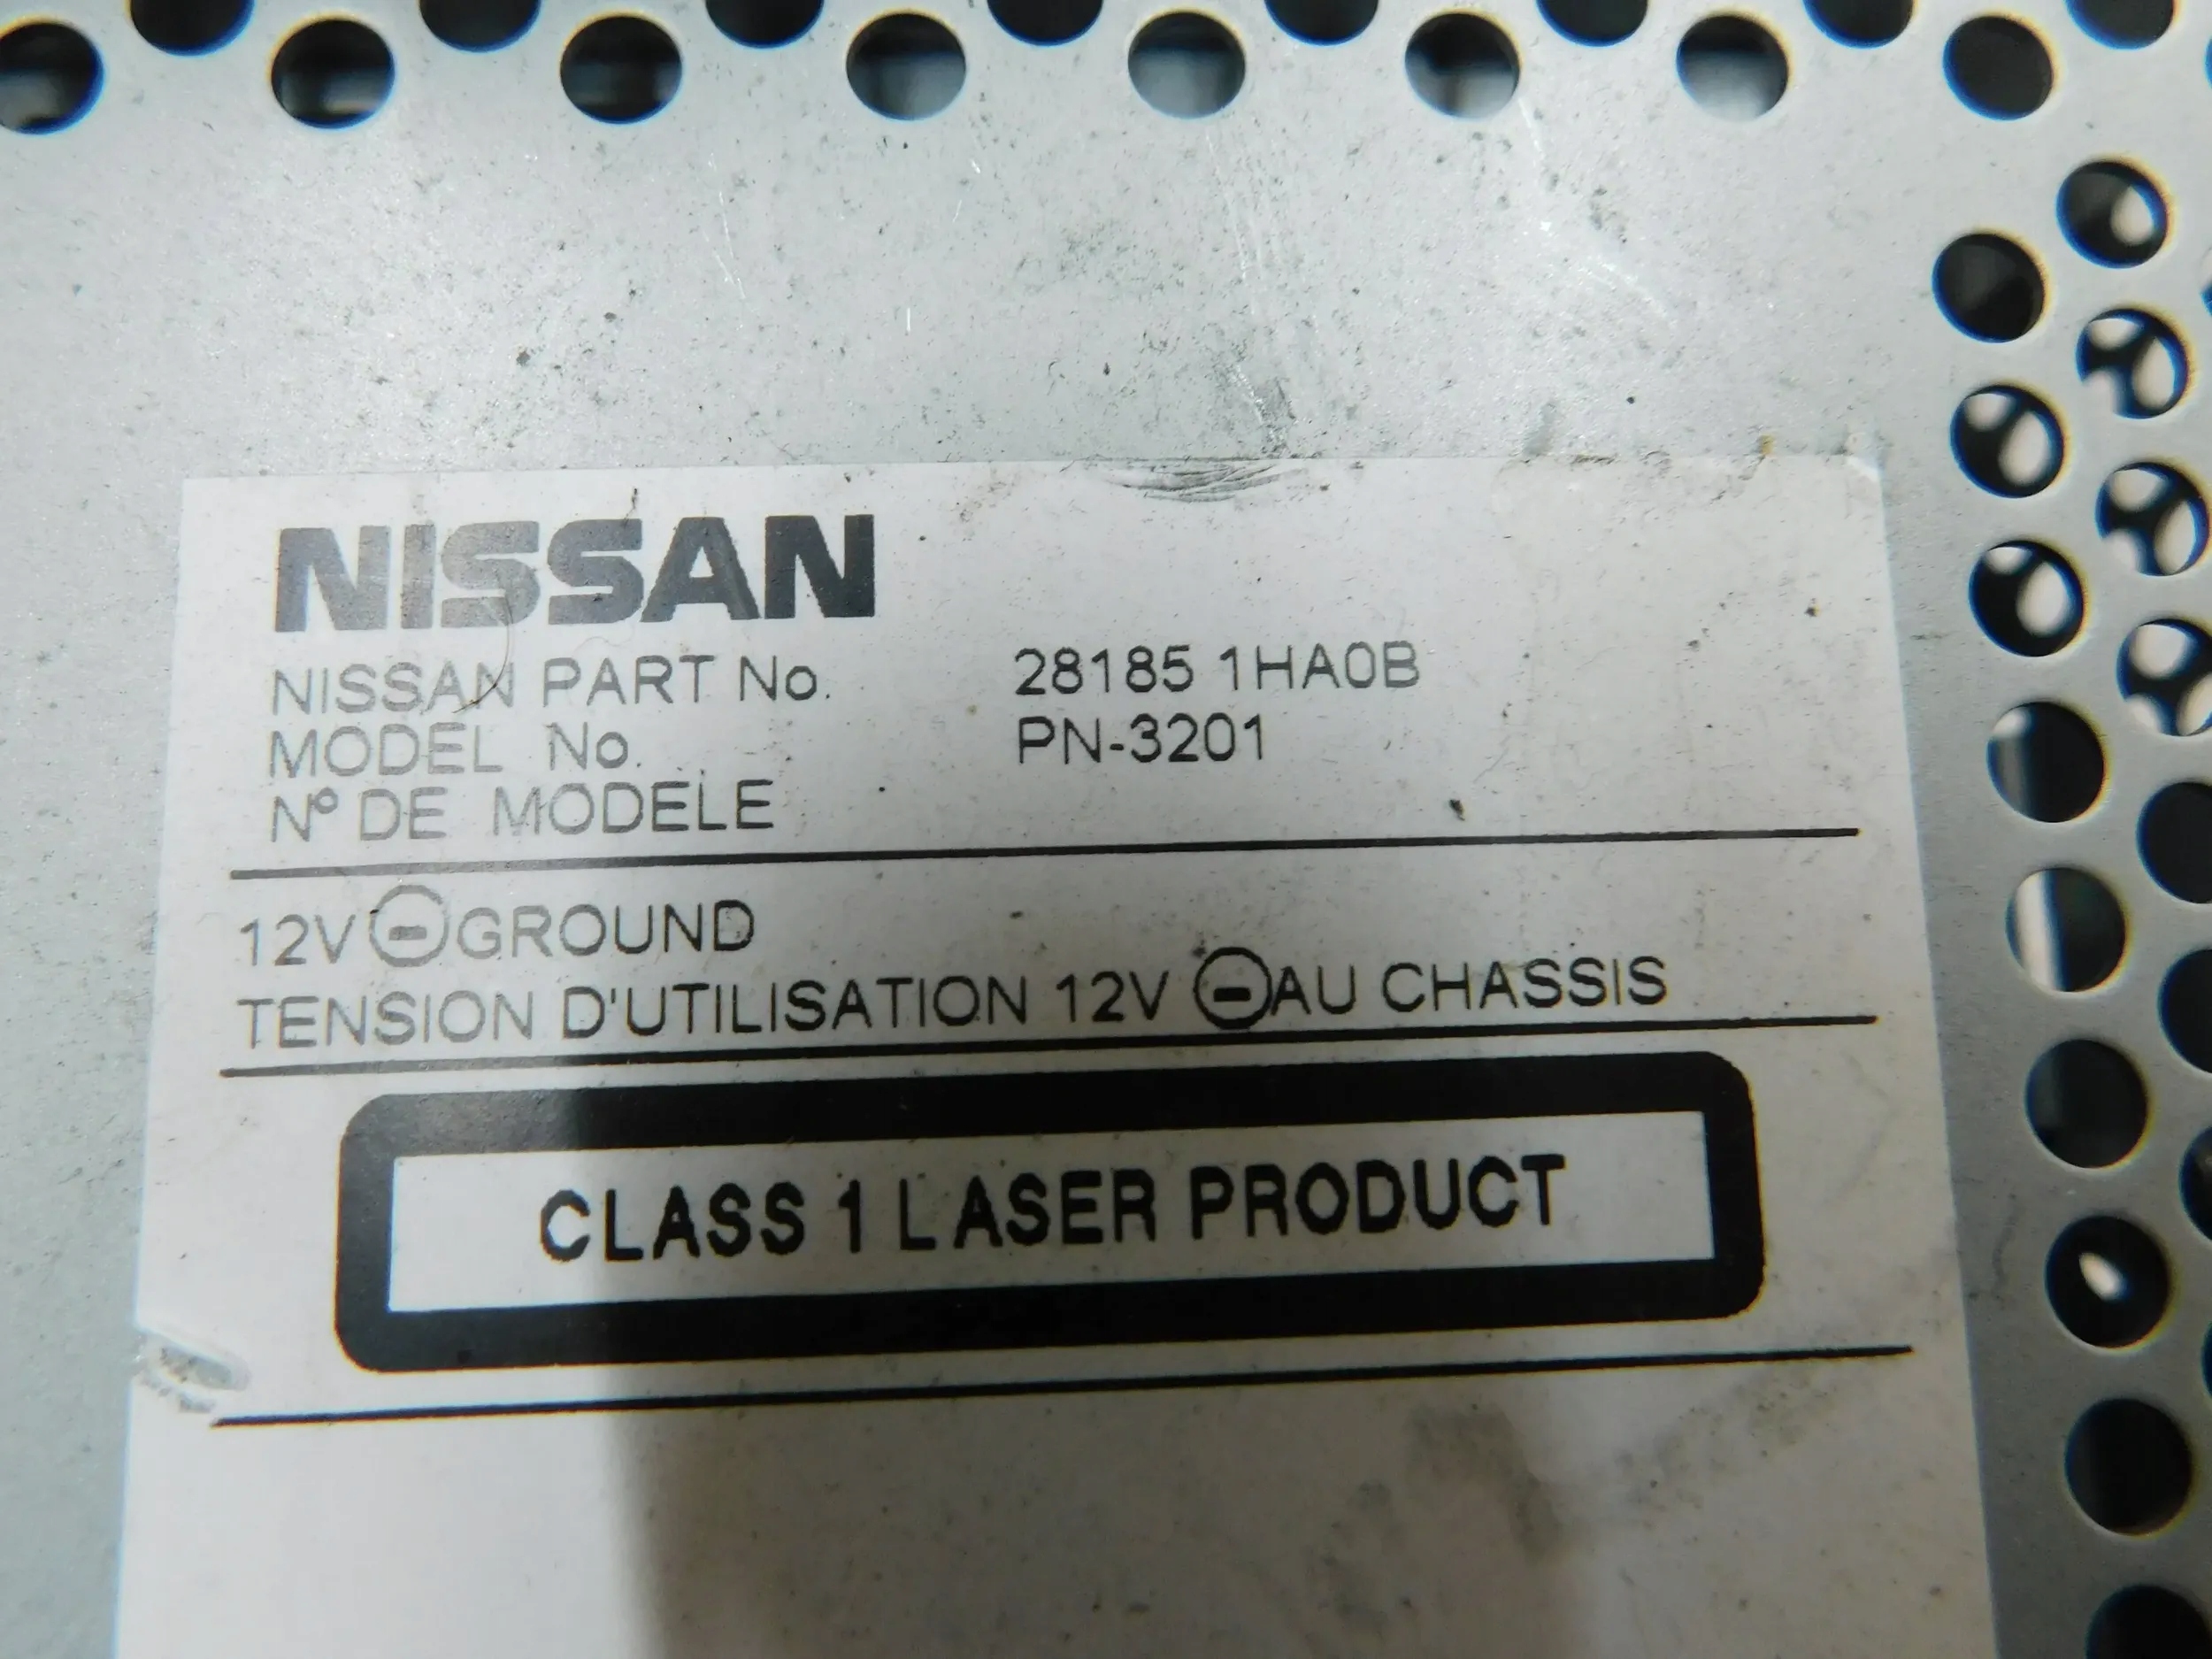 NISSAN
NISSAN PART No. 28185 1HA0B
MODEL No. PN-3201
Nº DE MODELE
12V ⊖ GROUND
TENSION D'UTILISATION 12V ⊖ AU CHASSIS
CLASS 1 LASER PRODUCT